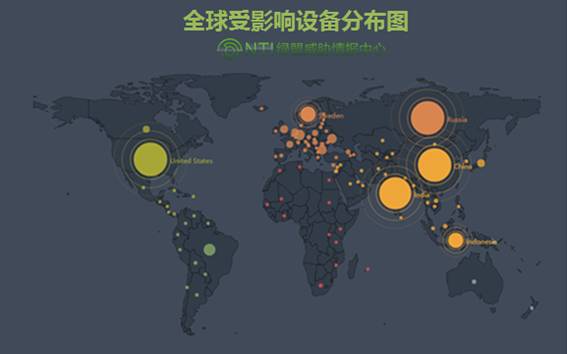 全球受影响设备分布图
NTI 绿盟威胁情报中心
Sweden
Russia
United States
China
India
Indonesia